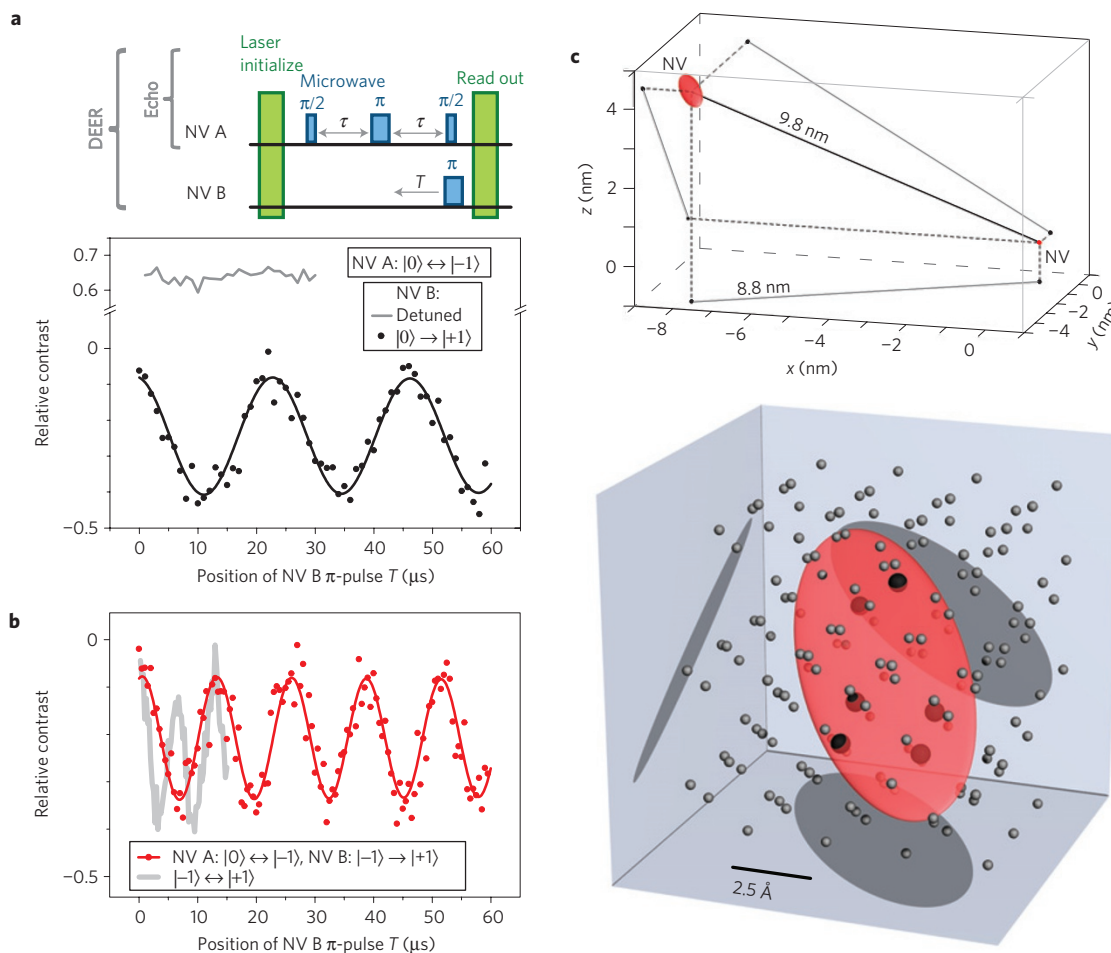 a
Laser
initialize
Read out
Microwave
π/2 π π/2
DEER
Echo
NV A
τ τ
π
NV B
T
0.7
0.6
0
−0.5
Relative contrast
NV A: |0⟩ ↔ |−1⟩
NV B:
Detuned
|0⟩ → |+1⟩
0 10 20 30 40 50 60
Position of NV B π-pulse T (μs)
b
0
−0.5
Relative contrast
NV A: |0⟩ ↔ |−1⟩, NV B: |−1⟩ → |+1⟩
|−1⟩ ↔ |+1⟩
0 10 20 30 40 50 60
Position of NV B π-pulse T (μs)
c
NV
9.8 nm
NV
8.8 nm
4
2
2
0
z (nm)
−8 −6 −4 −2 0
x (nm)
0
−2
−4
y (nm)
2.5 Å